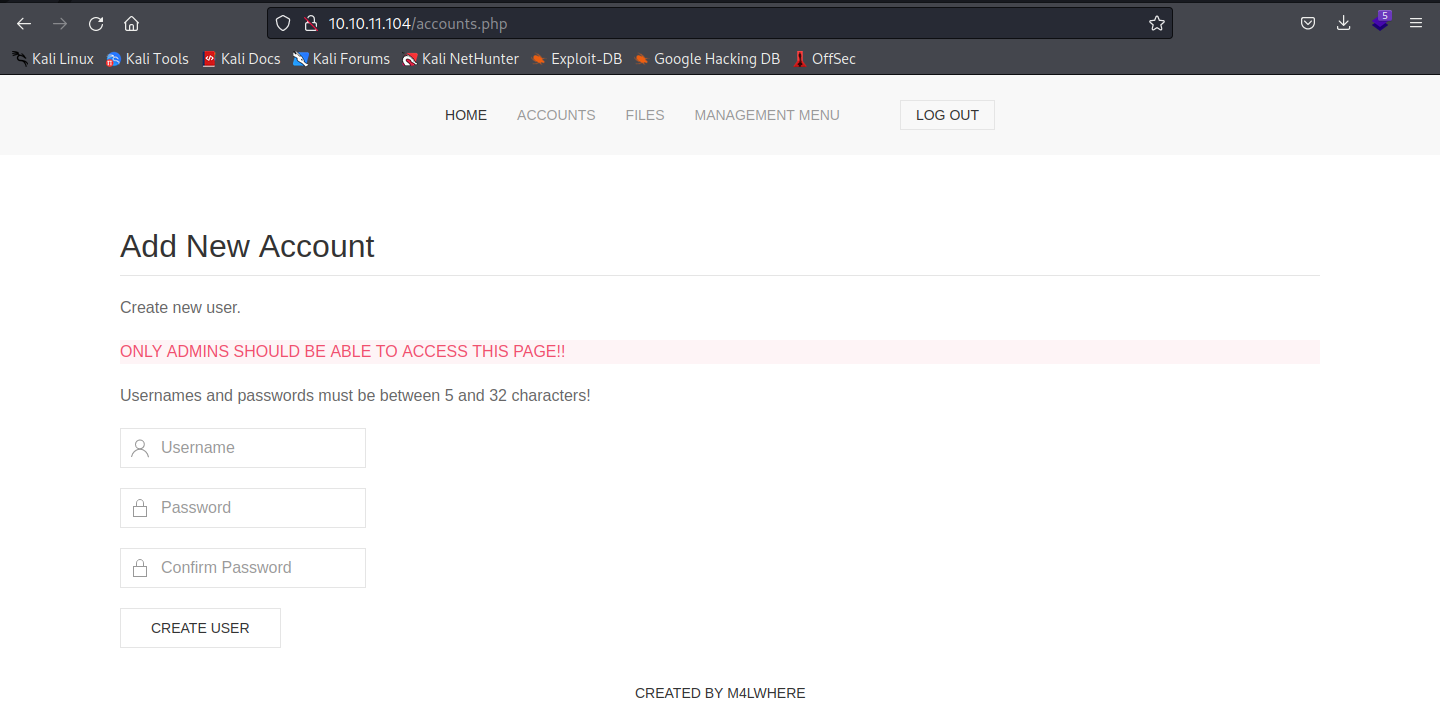 10.10.11.104/accounts.php
5
Kali Linux Kali Tools Kali Docs Kali Forums Kali NetHunter Exploit-DB Google Hacking DB OffSec
HOME ACCOUNTS FILES MANAGEMENT MENU LOG OUT
Add New Account
Create new user.
ONLY ADMINS SHOULD BE ABLE TO ACCESS THIS PAGE!!
Usernames and passwords must be between 5 and 32 characters!
Username
Password
Confirm Password
CREATE USER
CREATED BY M4LWHERE